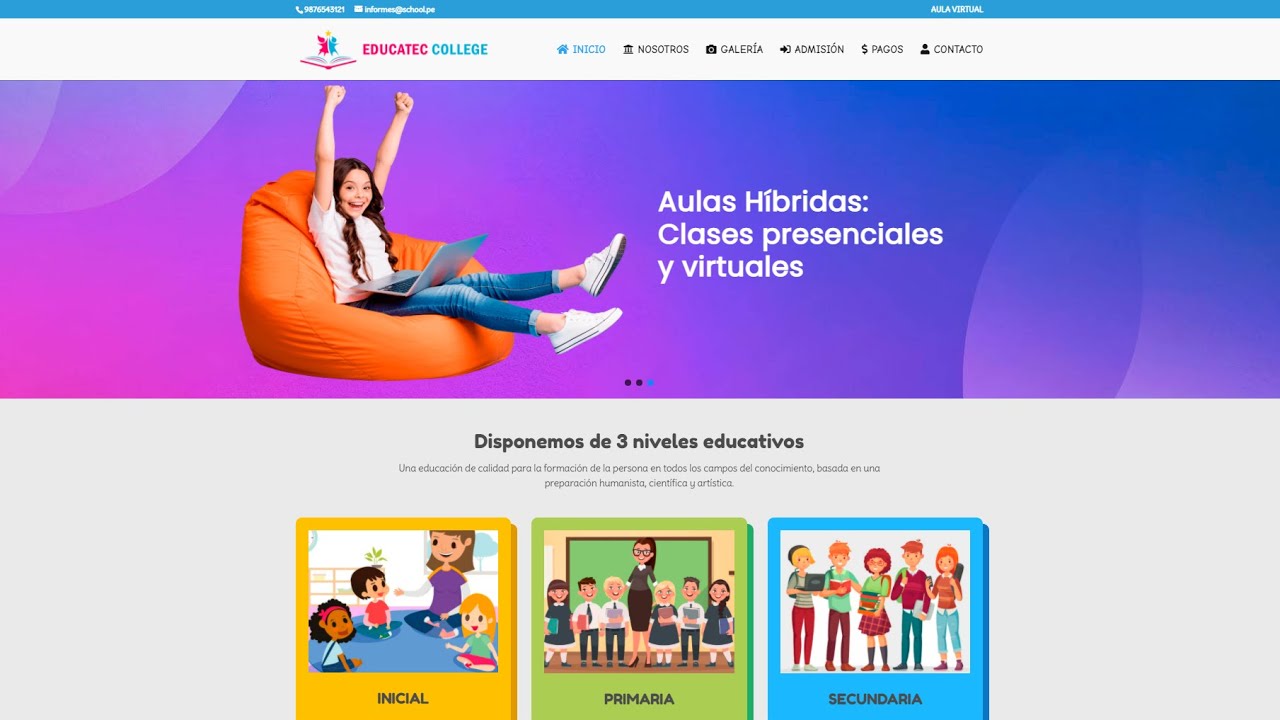 9876543121 informes@school.pe AULA VIRTUAL
EDUCATEC COLLEGE INICIO NOSOTROS GALERÍA ADMISIÓN PAGOS CONTACTO
Aulas Híbridas:
Clases presenciales
y virtuales
Disponemos de 3 niveles educativos
Una educación de calidad para la formación de la persona en todos los campos del conocimiento, basada en una
preparación humanista, científica y artística.
INICIAL PRIMARIA SECUNDARIA